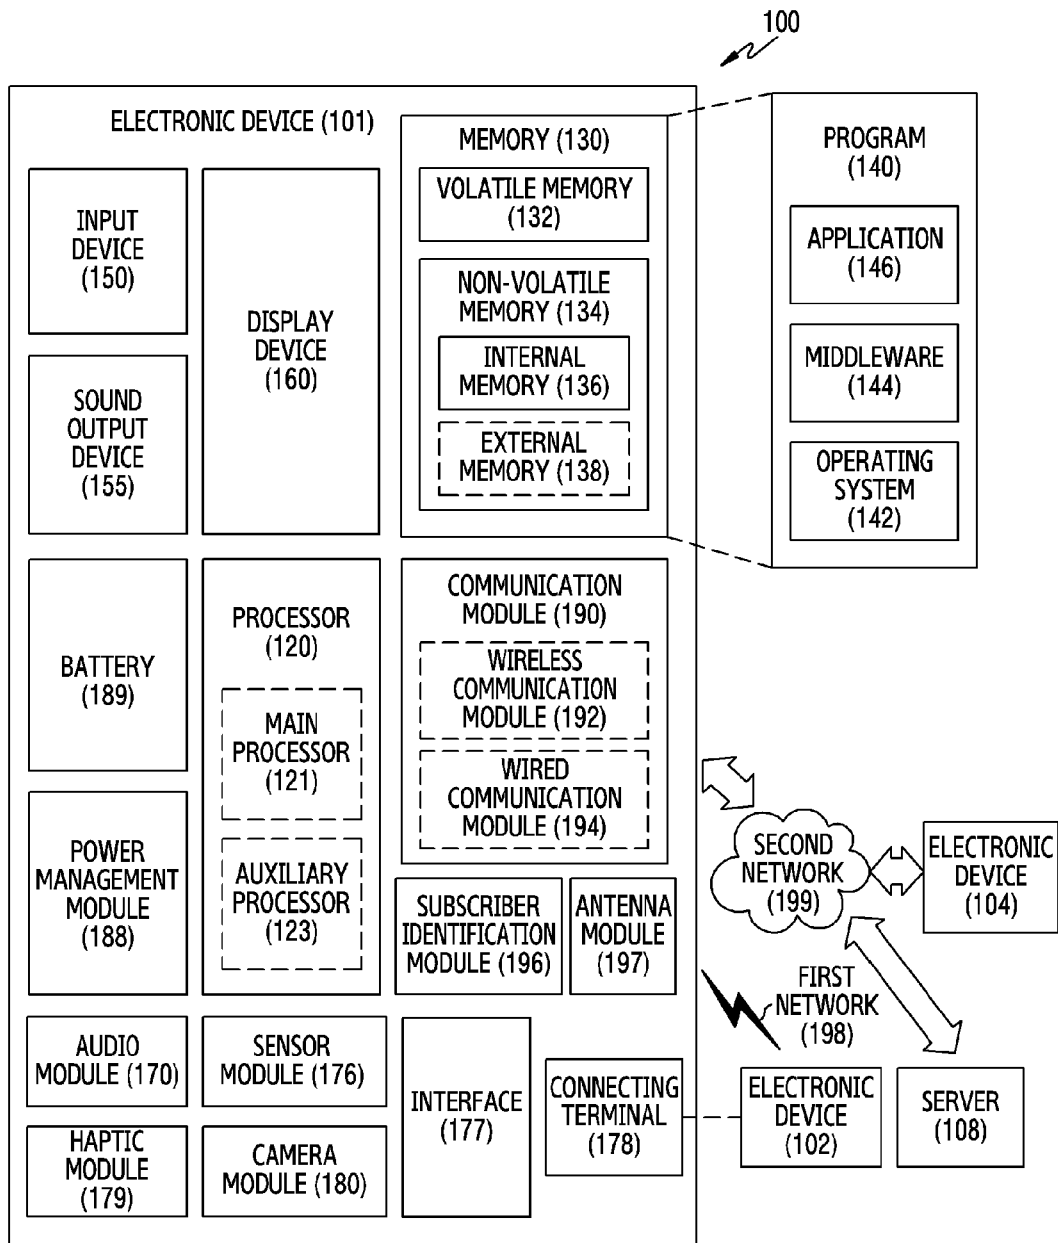 100
ELECTRONIC DEVICE (101)
INPUT
DEVICE
(150)
SOUND
OUTPUT
DEVICE
(155)
DISPLAY
DEVICE
(160)
MEMORY (130)
VOLATILE MEMORY
(132)
NON-VOLATILE
MEMORY (134)
INTERNAL
MEMORY (136)
EXTERNAL
MEMORY (138)
PROGRAM
(140)
APPLICATION
(146)
MIDDLEWARE
(144)
OPERATING
SYSTEM
(142)
BATTERY
(189)
POWER
MANAGEMENT
MODULE
(188)
PROCESSOR
(120)
MAIN
PROCESSOR
(121)
AUXILIARY
PROCESSOR
(123)
COMMUNICATION
MODULE (190)
WIRELESS
COMMUNICATION
MODULE (192)
WIRED
COMMUNICATION
MODULE (194)
SUBSCRIBER
IDENTIFICATION
MODULE (196)
ANTENNA
MODULE
(197)
SECOND
NETWORK
(199)
ELECTRONIC
DEVICE
(104)
FIRST
NETWORK
(198)
AUDIO
MODULE (170)
SENSOR
MODULE (176)
HAPTIC
MODULE
(179)
CAMERA
MODULE (180)
INTERFACE
(177)
CONNECTING
TERMINAL
(178)
ELECTRONIC
DEVICE
(102)
SERVER
(108)